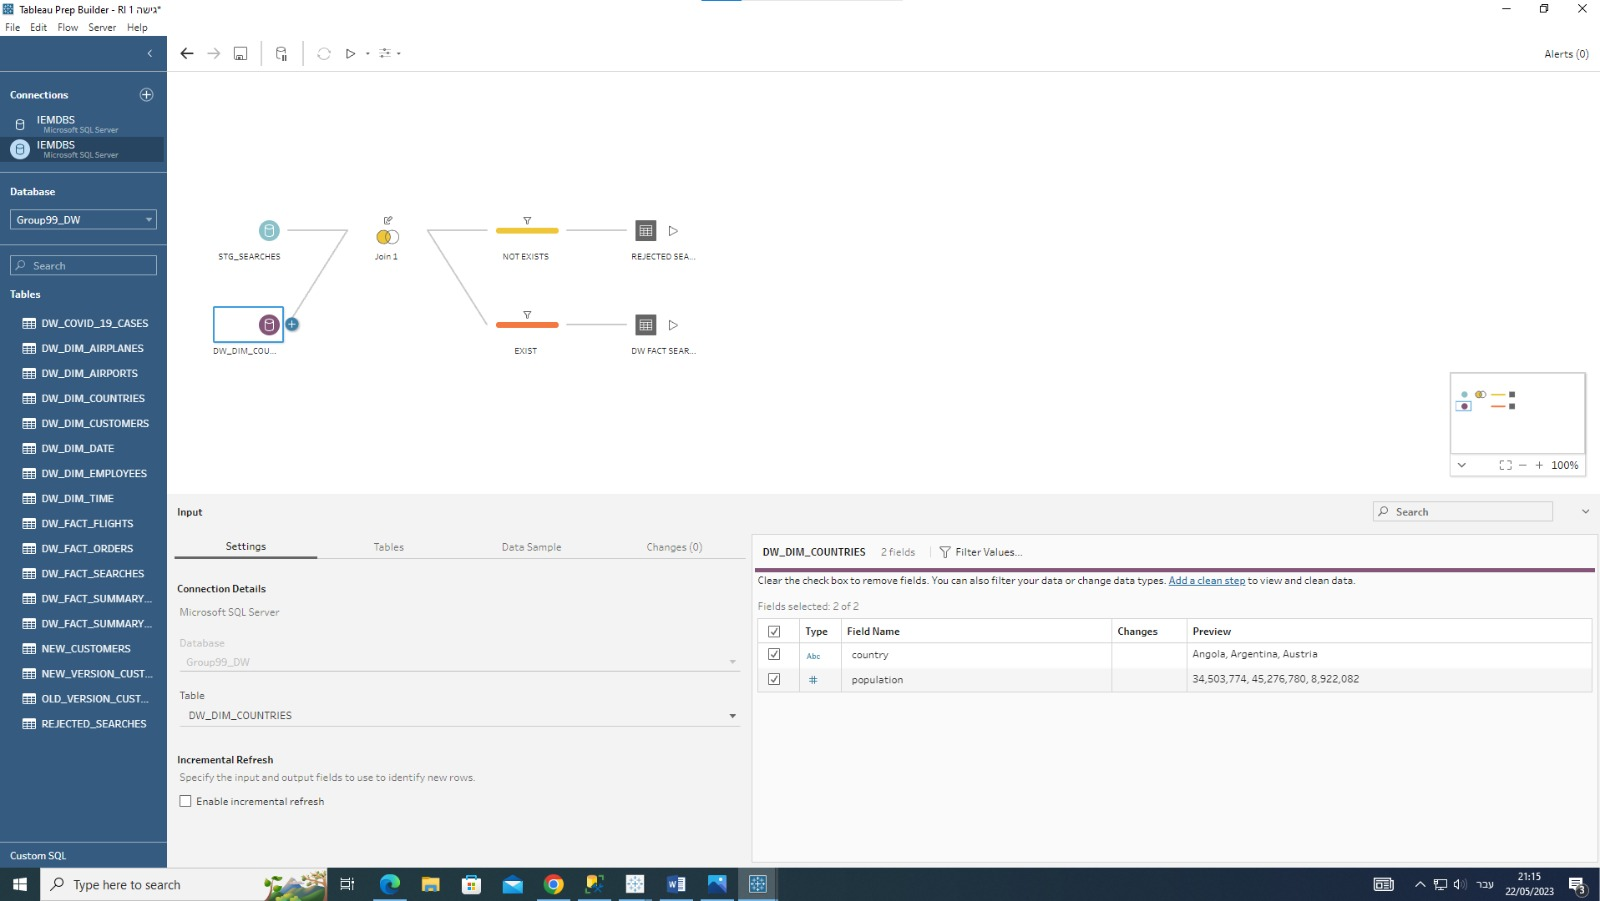 Tableau Prep Builder - RI 1 גישה*
File Edit Flow Server Help
Alerts (0)
Connections
IEMDBS
Microsoft SQL Server
IEMDBS
Microsoft SQL Server
Database
Group99_DW
Search
Tables
DW_COVID_19_CASES
DW_DIM_AIRPLANES
DW_DIM_AIRPORTS
DW_DIM_COUNTRIES
DW_DIM_CUSTOMERS
DW_DIM_DATE
DW_DIM_EMPLOYEES
DW_DIM_TIME
DW_FACT_FLIGHTS
DW_FACT_ORDERS
DW_FACT_SEARCHES
DW_FACT_SUMMARY...
DW_FACT_SUMMARY...
NEW_CUSTOMERS
NEW_VERSION_CUST...
OLD_VERSION_CUST...
REJECTED_SEARCHES
Custom SQL
STG_SEARCHES
Join 1
NOT EXISTS
REJECTED SEA...
DW_DIM_COU...
EXIST
DW FACT SEAR...
100%
Input
Search
Settings Tables Data Sample Changes (0)
Connection Details
Microsoft SQL Server
Database
Group99_DW
Table
DW_DIM_COUNTRIES
Incremental Refresh
Specify the input and output fields to use to identify new rows.
Enable incremental refresh
DW_DIM_COUNTRIES 2 fields Filter Values...
Clear the check box to remove fields. You can also filter your data or change data types. Add a clean step to view and clean data.
Fields selected: 2 of 2
Type Field Name Changes Preview
Abc country Angola, Argentina, Austria
# population 34,503,774, 45,276,780, 8,922,082
Type here to search
עבר
21:15
22/05/2023
3